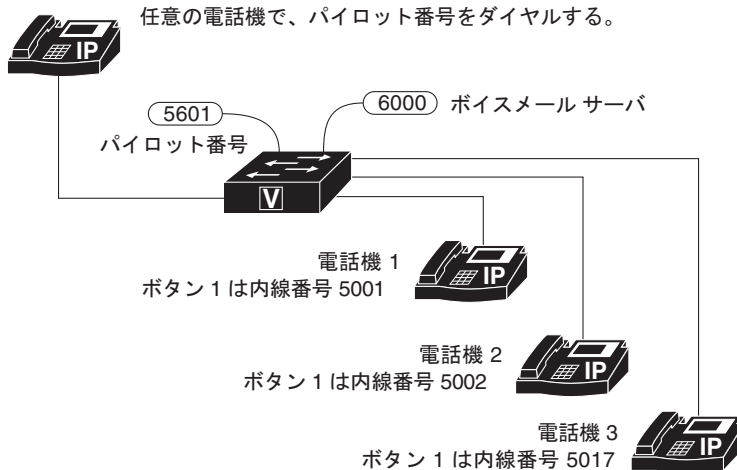 任意の電話機で、パイロット番号をダイヤルする。
IP
5601
6000 ボイスメール サーバ
パイロット番号
V
電話機 1
ボタン 1 は内線番号 5001
IP
電話機 2
ボタン 1 は内線番号 5002
IP
電話機 3
ボタン 1 は内線番号 5017
IP